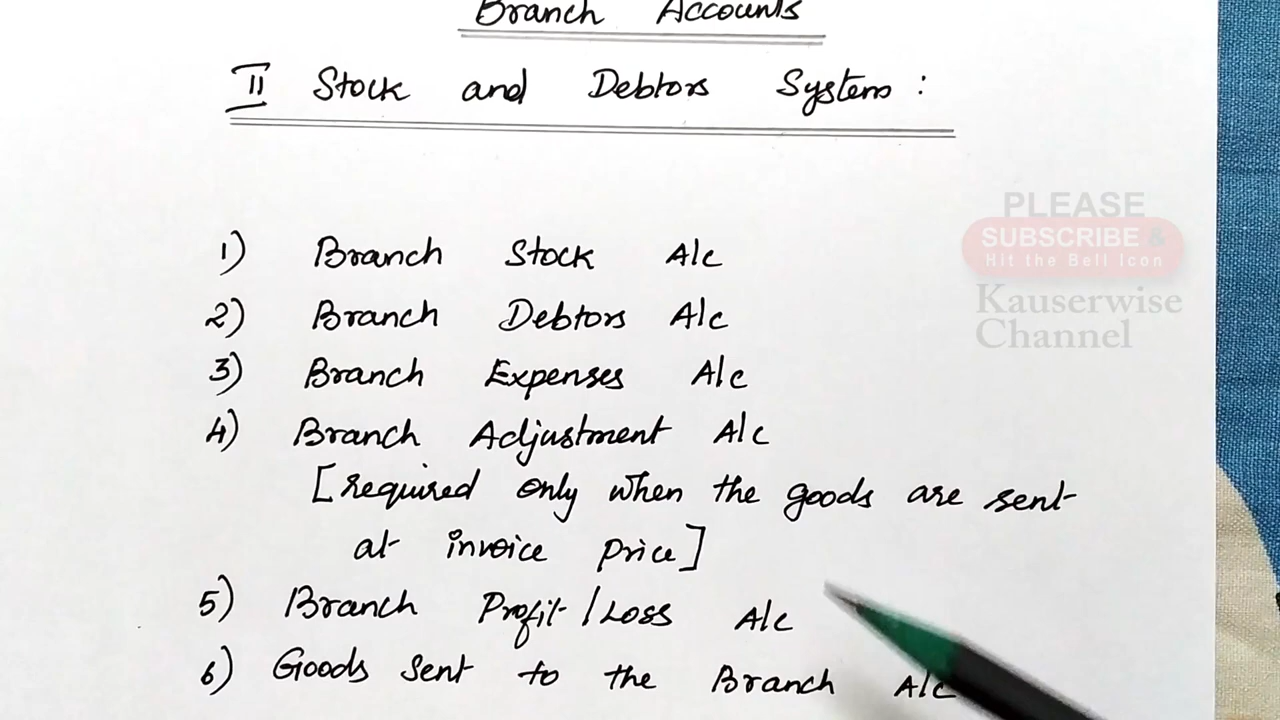 Branch Accounts
II Stock and Debtors System :
PLEASE
SUBSCRIBE &
Hit the Bell Icon
Kauserwise
Channel
1) Branch Stock A/c
2) Branch Debtors A/c
3) Branch Expenses A/c
4) Branch Adjustment A/c
[required only when the goods are sent
at invoice price]
5) Branch Profit/Loss A/c
6) Goods sent to the Branch A/c